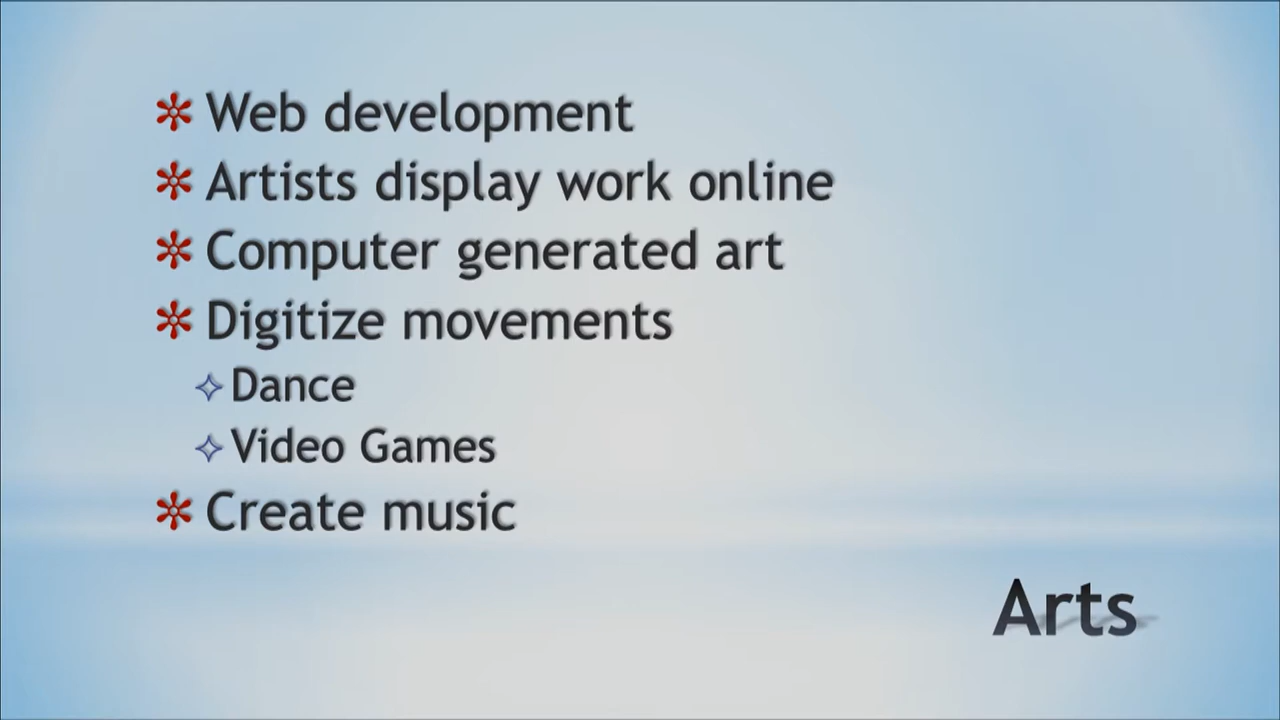 Web development
Artists display work online
Computer generated art
Digitize movements
Dance
Video Games
Create music
Arts